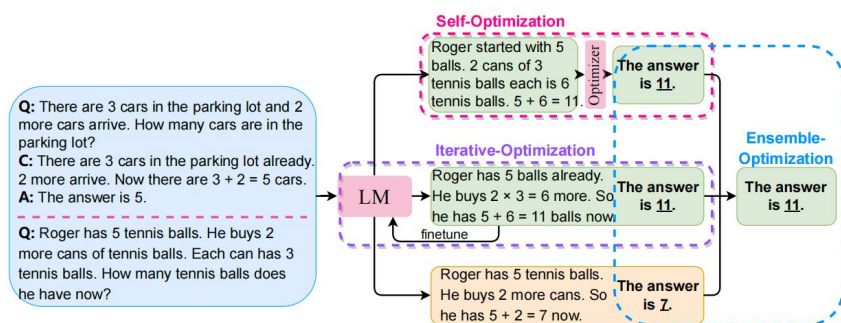 Self-Optimization
Roger started with 5
balls. 2 cans of 3
tennis balls each is 6
tennis balls. 5 + 6 = 11.
Optimizer
The answer
is 11.
Q: There are 3 cars in the parking lot and 2
more cars arrive. How many cars are in the
parking lot?
C: There are 3 cars in the parking lot already.
2 more arrive. Now there are 3 + 2 = 5 cars.
A: The answer is 5.
Q: Roger has 5 tennis balls. He buys 2
more cans of tennis balls. Each can has 3
tennis balls. How many tennis balls does
he have now?
LM
Iterative-Optimization
Roger has 5 balls already.
He buys 2 × 3 = 6 more. So
he has 5 + 6 = 11 balls now.
finetune
The answer
is 11.
Roger has 5 tennis balls.
He buys 2 more cans. So
he has 5 + 2 = 7 now.
The answer
is 7.
Ensemble-
Optimization
The answer
is 11.